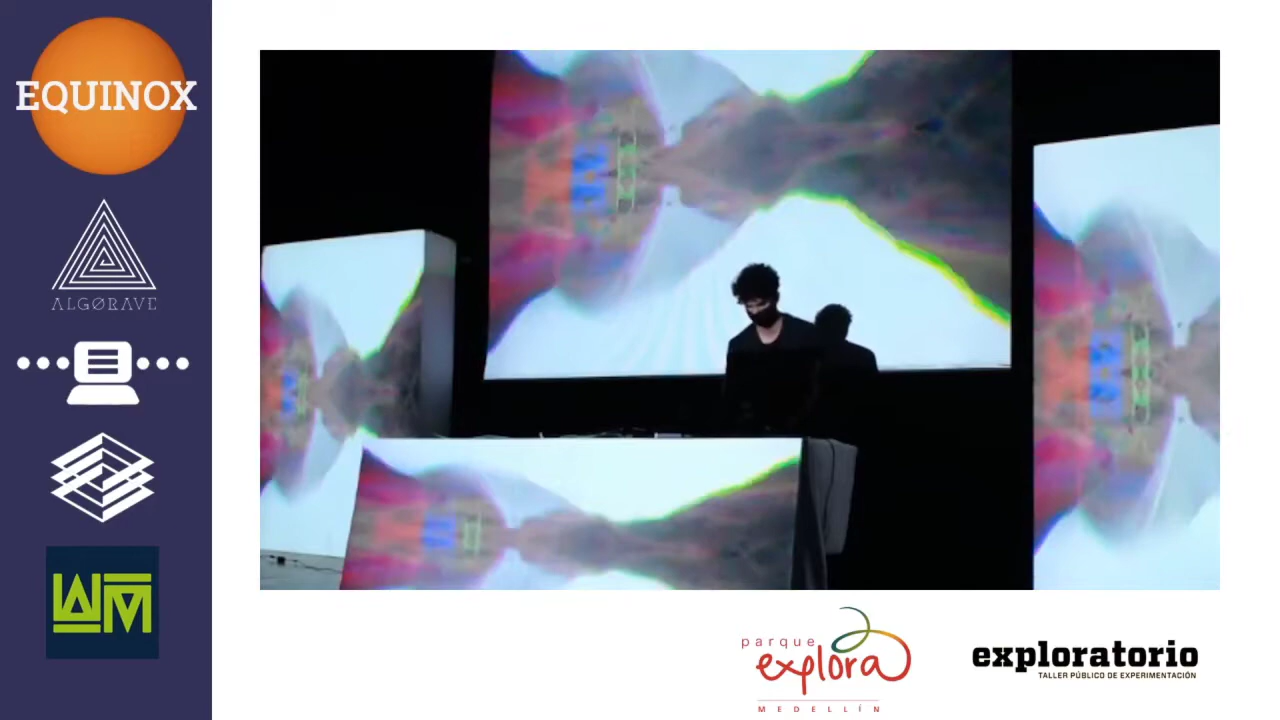 EQUINOX
ALGØRAVE
parque
explora
MEDELLÍN
exploratorio
TALLER PÚBLICO DE EXPERIMENTACIÓN